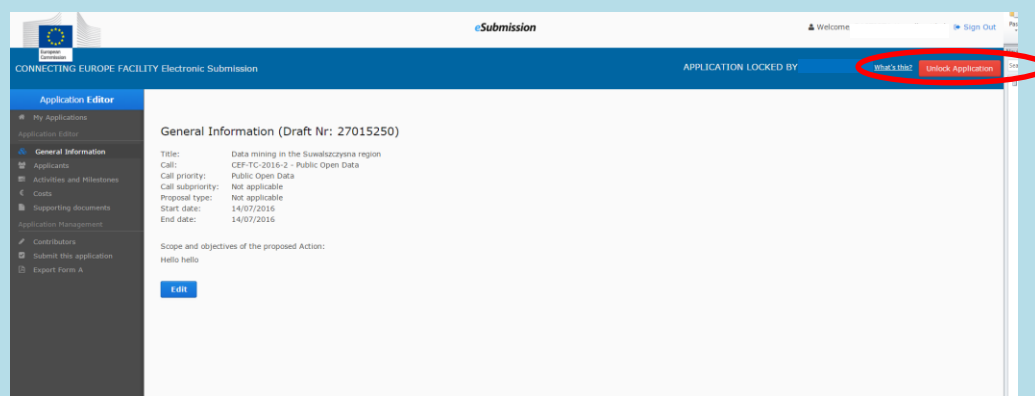 eSubmission
Welcome
Sign Out
European
Commission
CONNECTING EUROPE FACILITY Electronic Submission
APPLICATION LOCKED BY
What's this?
Unlock Application
Application Editor
My Applications
Application Editor
General Information
Applicants
Activities and Milestones
Costs
Supporting documents
Application Management
Contributors
Submit this application
Export Form A
General Information (Draft Nr: 27015250)
Title: Data mining in the Suwalszczysna region
Call: CEF-TC-2016-2 - Public Open Data
Call priority: Public Open Data
Call subpriority: Not applicable
Proposal type: Not applicable
Start date: 14/07/2016
End date: 14/07/2016
Scope and objectives of the proposed Action:
Hello hello
Edit